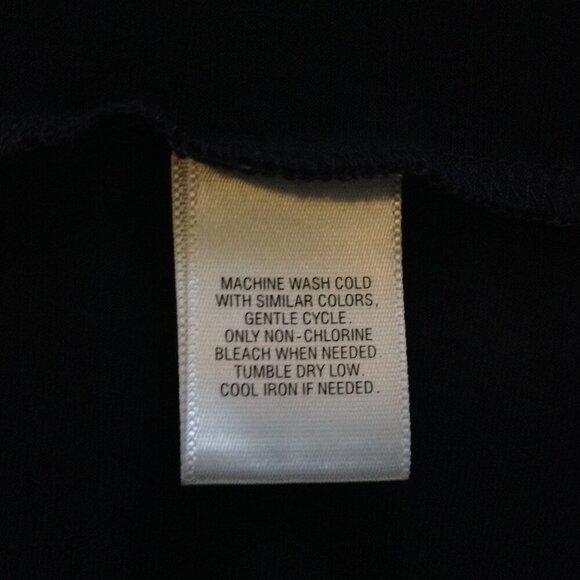 MACHINE WASH COLD
WITH SIMILAR COLORS,
GENTLE CYCLE.
ONLY NON-CHLORINE
BLEACH WHEN NEEDED.
TUMBLE DRY LOW.
COOL IRON IF NEEDED.